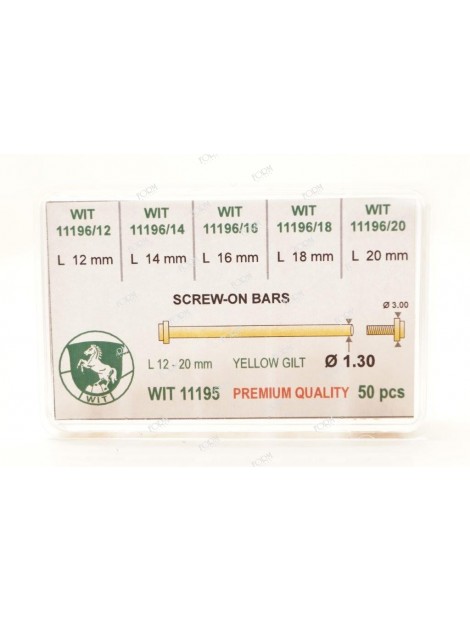 WIT WIT WIT WIT WIT
11196/12 11196/14 11196/16 11196/18 11196/20
L 12 mm L 14 mm L 16 mm L 18 mm L 20 mm
SCREW-ON BARS
Ø 3.00
L 12 - 20 mm YELLOW GILT Ø 1.30
WIT 11195 PREMIUM QUALITY 50 pcs
WIT